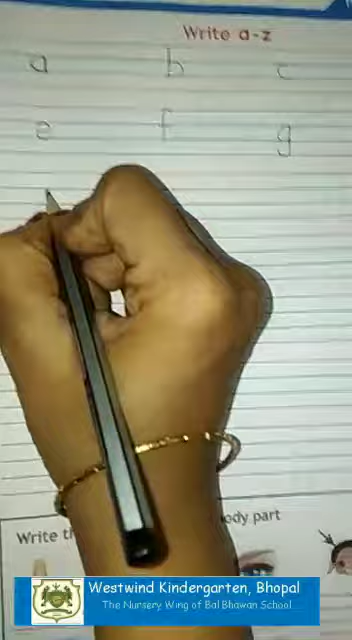 Write a-z
a b c
e f g
Write th
ody part
Westwind Kindergarten, Bhopal
The Nursery Wing of Bal Bhawan School